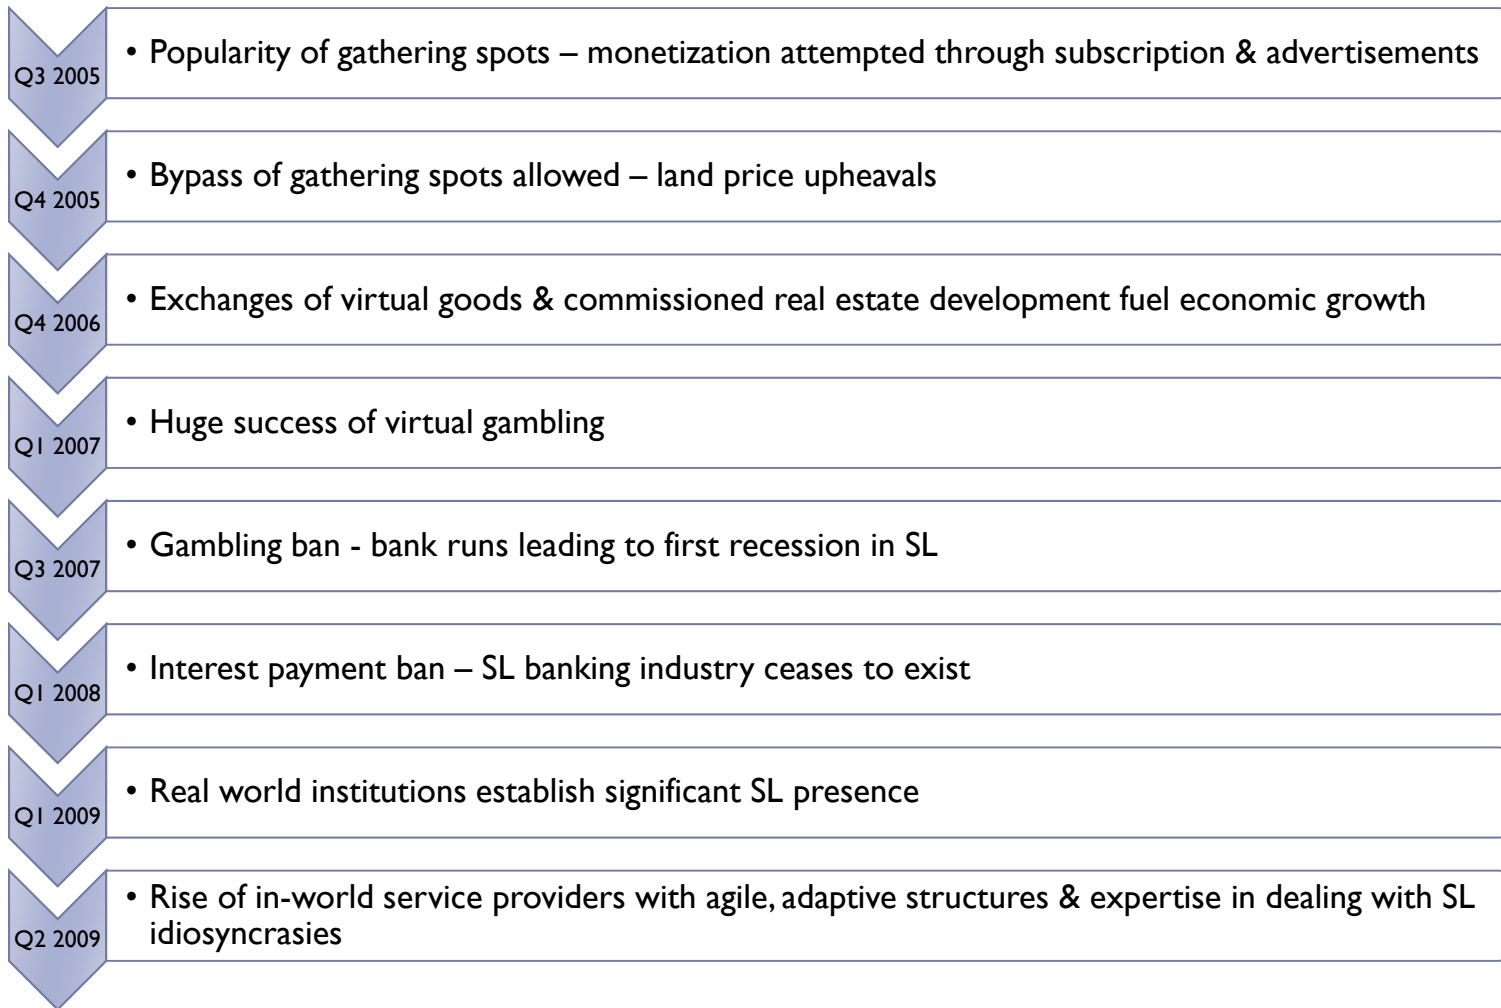 Q3 2005
• Popularity of gathering spots – monetization attempted through subscription & advertisements
Q4 2005
• Bypass of gathering spots allowed – land price upheavals
Q4 2006
• Exchanges of virtual goods & commissioned real estate development fuel economic growth
Q1 2007
• Huge success of virtual gambling
Q3 2007
• Gambling ban - bank runs leading to first recession in SL
Q1 2008
• Interest payment ban – SL banking industry ceases to exist
Q1 2009
• Real world institutions establish significant SL presence
Q2 2009
• Rise of in-world service providers with agile, adaptive structures & expertise in dealing with SL
idiosyncrasies